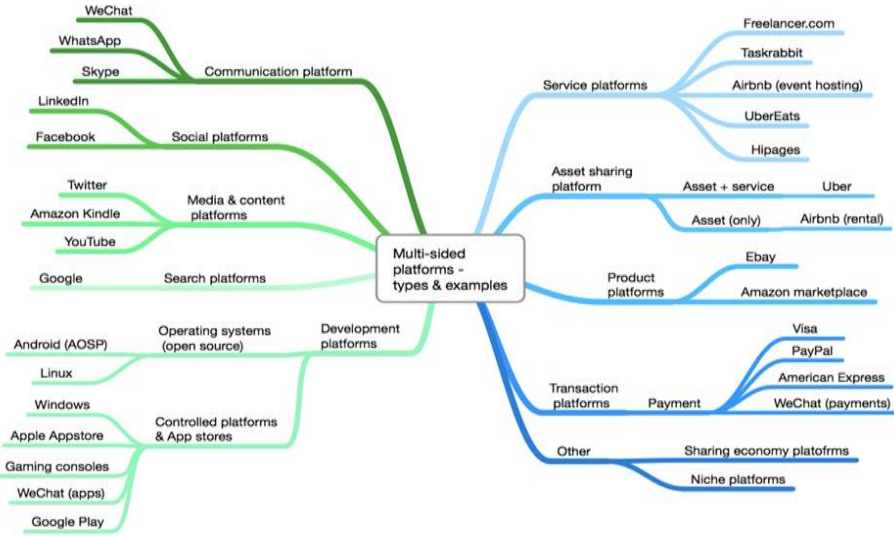 Multi-sided
platforms -
types & examples
Communication platform
WeChat
WhatsApp
Skype
Social platforms
LinkedIn
Facebook
Media & content
platforms
Twitter
Amazon Kindle
YouTube
Search platforms
Google
Development
platforms
Operating systems
(open source)
Android (AOSP)
Linux
Controlled platforms
& App stores
Windows
Apple Appstore
Gaming consoles
WeChat (apps)
Google Play
Service platforms
Freelancer.com
Taskrabbit
Airbnb (event hosting)
UberEats
Hipages
Asset sharing
platform
Asset + service
Uber
Asset (only)
Airbnb (rental)
Product
platforms
Ebay
Amazon marketplace
Transaction
platforms
Payment
Visa
PayPal
American Express
WeChat (payments)
Other
Sharing economy platofrms
Niche platforms